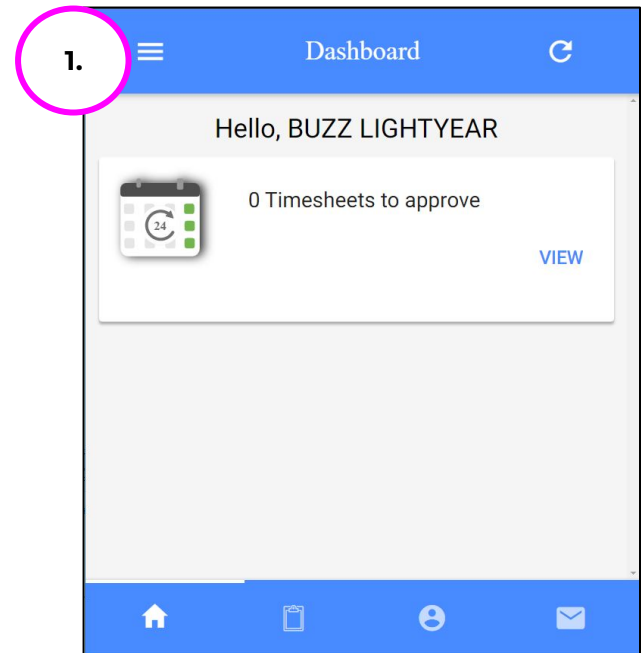 1.
Dashboard
Hello, BUZZ LIGHTYEAR
0 Timesheets to approve
24
VIEW